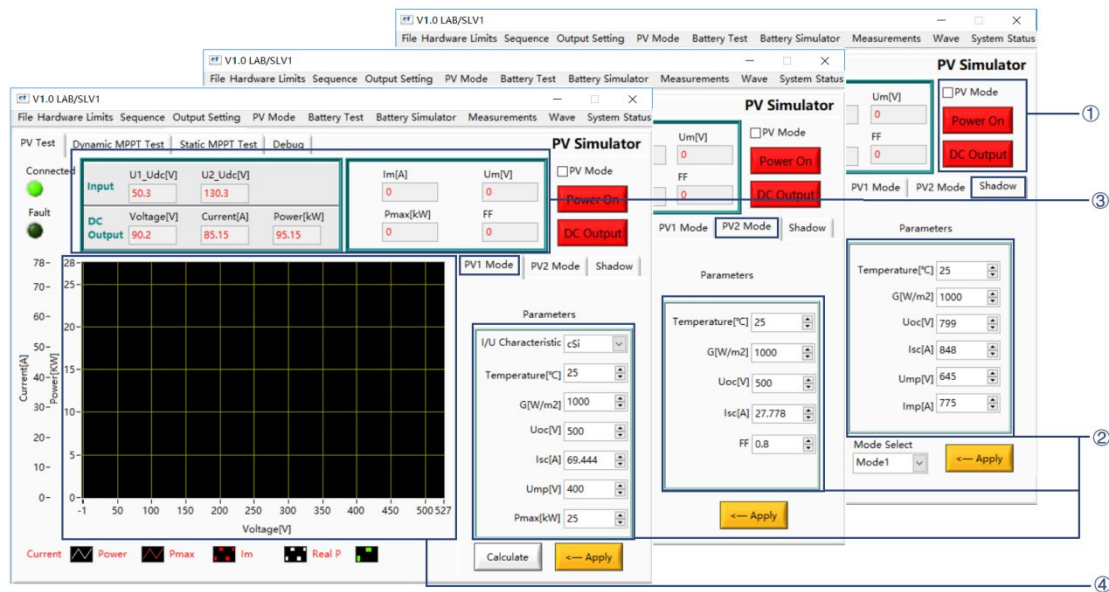 V1.0 LAB/SLV1
File Hardware Limits Sequence Output Setting PV Mode Battery Test Battery Simulator Measurements Wave System Status
PV Simulator
Um[V]
PV Mode
0
Power On
FF
0
DC Output
PV1 Mode PV2 Mode Shadow
Parameters
Temperature[℃] 25
G[W/m2] 1000
Uoc[V] 799
Isc[A] 848
Ump[V] 645
Imp[A] 775
Mode Select
Mode1
<— Apply
①
②
③
④
V1.0 LAB/SLV1
File Hardware Limits Sequence Output Setting PV Mode Battery Test Battery Simulator Measurements Wave System Status
PV Simulator
Um[V]
PV Mode
0
Power On
FF
0
DC Output
PV1 Mode PV2 Mode Shadow
Parameters
Temperature[℃] 25
G[W/m2] 1000
Uoc[V] 500
Isc[A] 27.778
FF 0.8
<— Apply
V1.0 LAB/SLV1
File Hardware Limits Sequence Output Setting PV Mode Battery Test Battery Simulator Measurements Wave System Status
PV Test Dynamic MPPT Test Static MPPT Test Debug
PV Simulator
Connected
Fault
Input
U1_Udc[V] U2_Udc[V]
50.3 130.3
DC Output
Voltage[V] Current[A] Power[kW]
90.2 85.15 95.15
Im[A] Um[V]
0 0
Pmax[kW] FF
0 0
PV Mode
Power On
DC Output
PV1 Mode PV2 Mode Shadow
Parameters
I/U Characteristic cSi
Temperature[℃] 25
G[W/m2] 1000
Uoc[V] 500
Isc[A] 69.444
Ump[V] 400
Pmax[kW] 25
Calculate
<— Apply
Current[A]
78
70
60
50
40
30
20
10
0
Power[KW]
28
25
20
15
10
5
0
-1 50 100 150 200 250 300 350 400 450 500 527
Voltage[V]
Current Power Pmax Im Real P